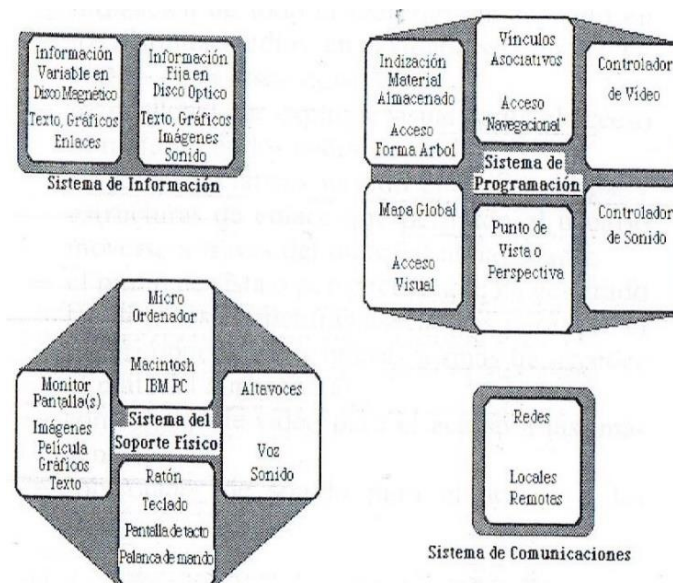 Información
Variable en
Disco Magnético
Texto, Gráficos
Enlaces
Información
Fija en
Disco Optico
Texto, Gráficos
Imágenes
Sonido
Sistema de Información
Indización
Material
Almacenado
Acceso
Forma Arbol
Vínculos
Asociativos
Acceso
"Navegacional"
Controlador
de Vídeo
Sistema de
Programación
Mapa Global
Acceso
Visual
Punto de
Vista o
Perspectiva
Controlador
de Sonido
Micro
Ordenador
Macintosh
IBM PC
Monitor
Pantalla(s)
Imágenes
Película
Gráficos
Texto
Sistema del
Soporte Físico
Altavoces
Voz
Sonido
Ratón
Teclado
Pantalla de tacto
Palanca de mando
Redes
Locales
Remotas
Sistema de Comunicaciones